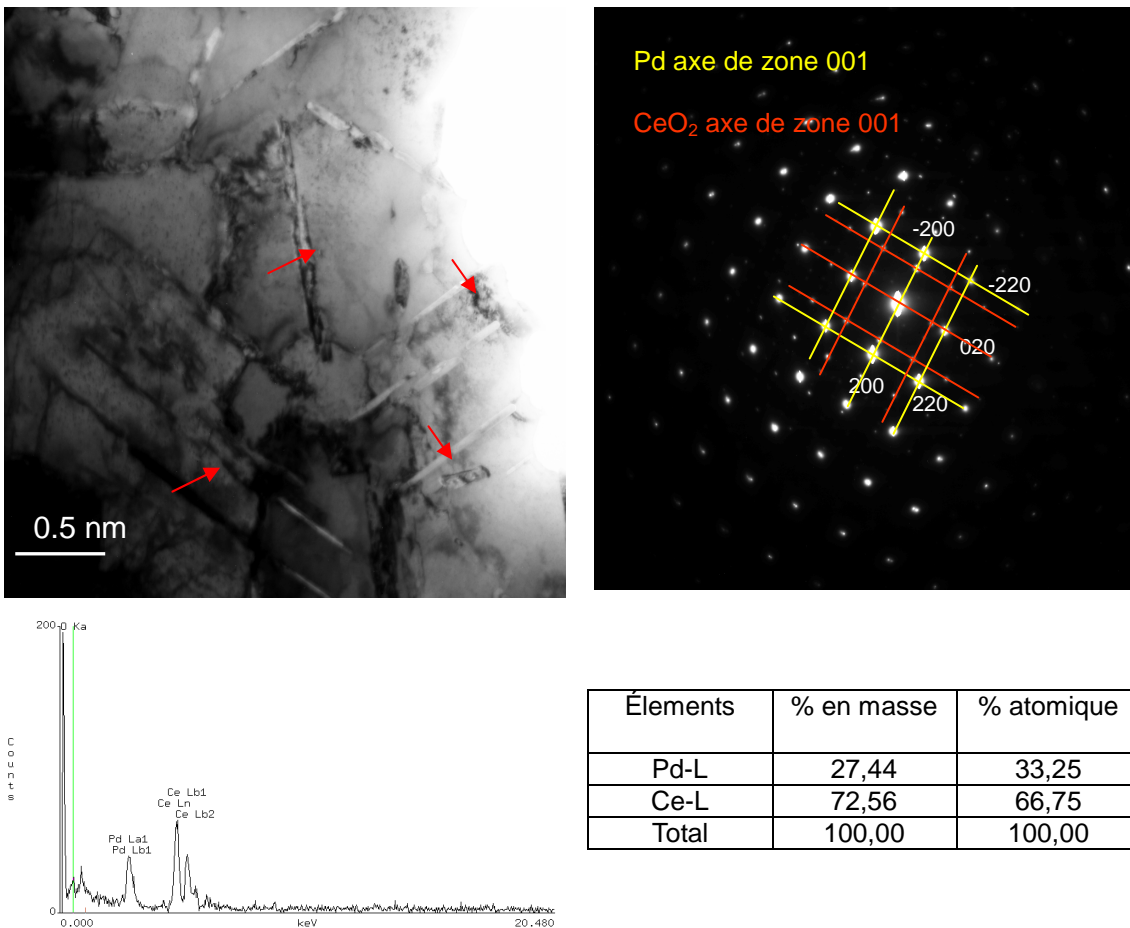 0.5 nm
Pd axe de zone 001
CeO₂ axe de zone 001
-200
-220
020
200
220
200
O Ka
Counts
Ce Lb1
Ce Ln
Ce Lb2
Pd La1
Pd Lb1
0
0.000
keV
20.480
Élements % en masse % atomique
Pd-L 27,44 33,25
Ce-L 72,56 66,75
Total 100,00 100,00